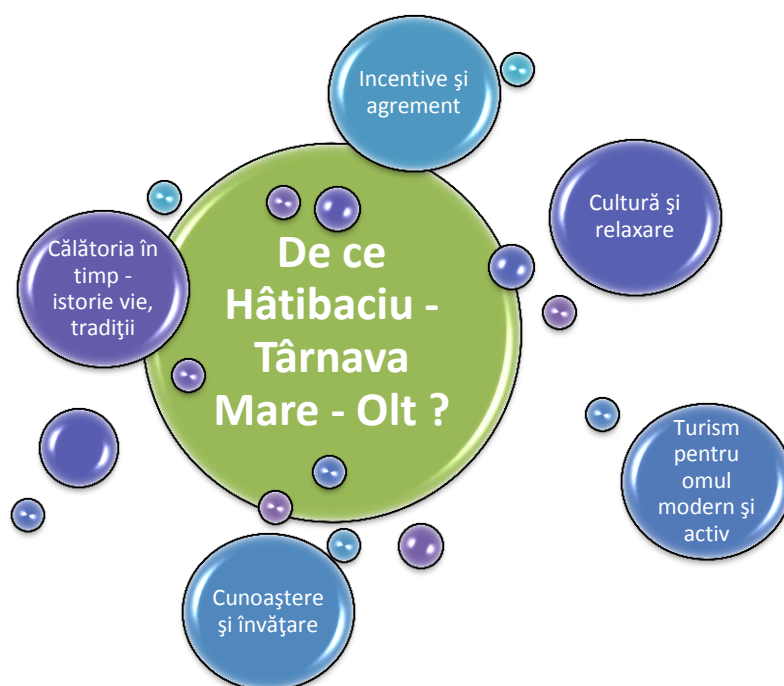 Incentive şi
agrement
Cultură şi
relaxare
Călătoria în
timp -
istorie vie,
tradiţii
De ce
Hâtibaciu -
Târnava
Mare - Olt ?
Turism
pentru
omul
modern şi
activ
Cunoaştere
şi învăţare